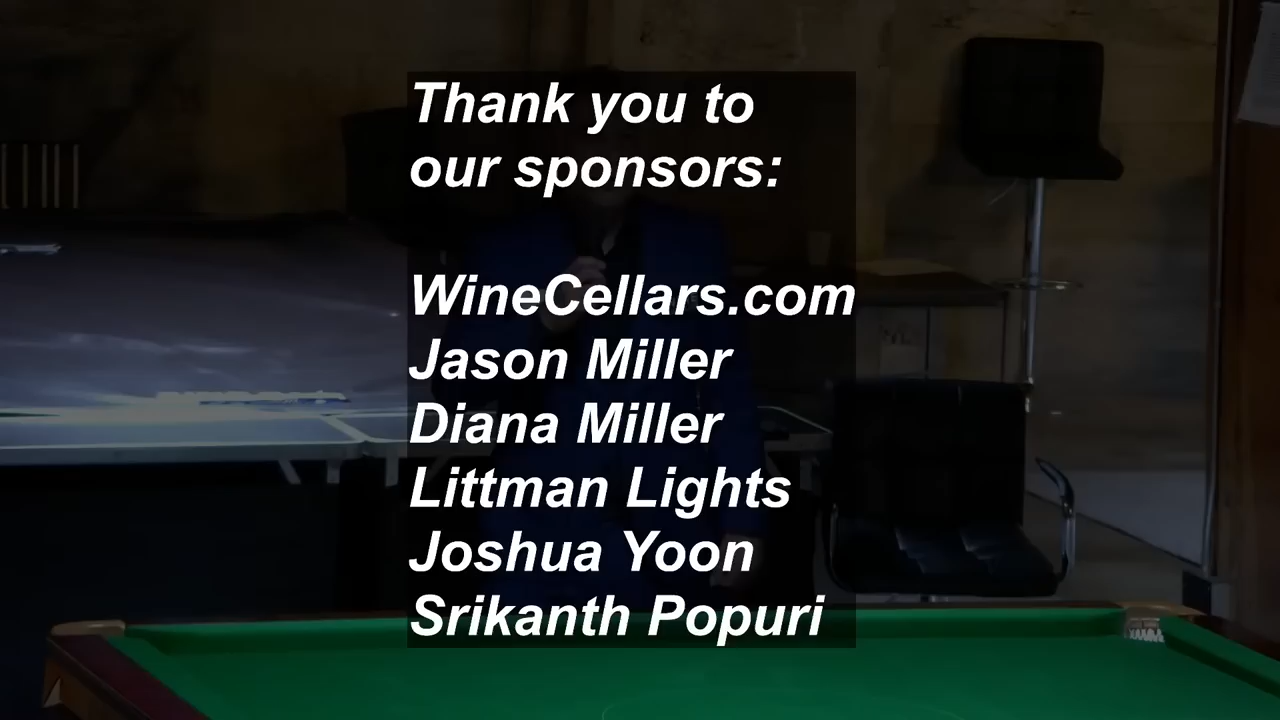 Thank you to
our sponsors:
WineCellars.com
Jason Miller
Diana Miller
Littman Lights
Joshua Yoon
Srikanth Popuri